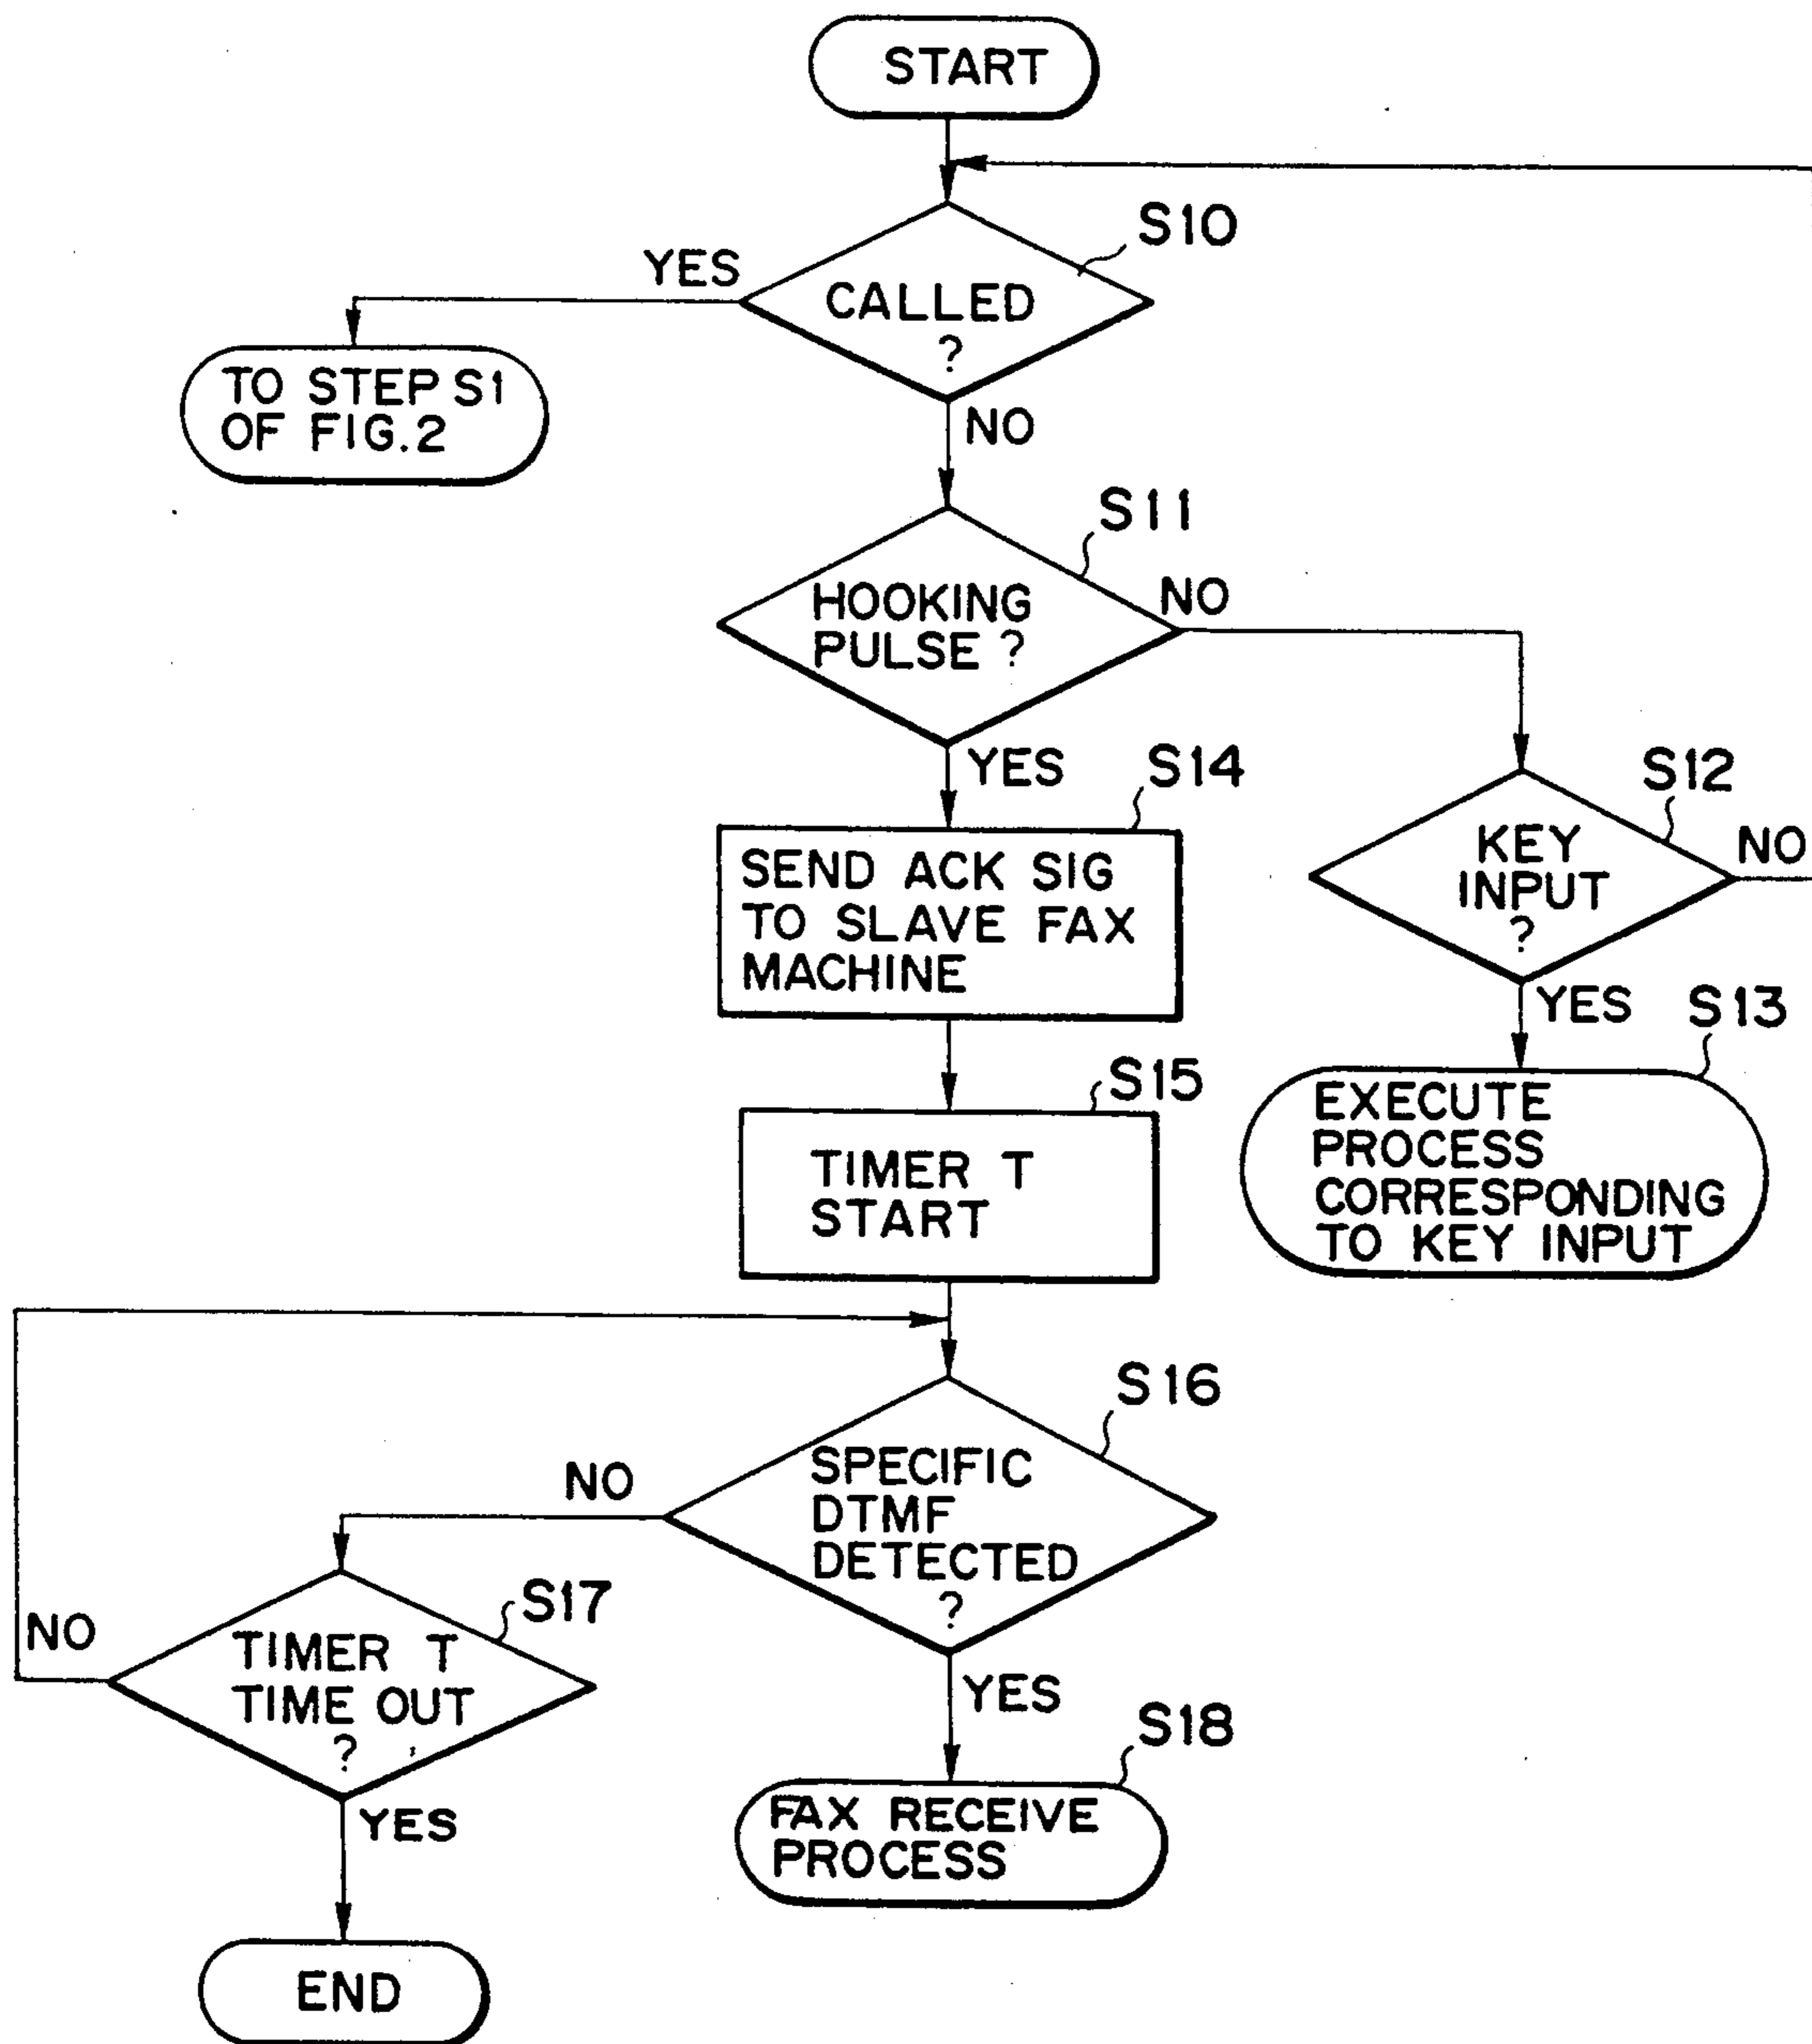 START
S10
YES
CALLED
?
TO STEP S1
OF FIG.2
NO
S11
HOOKING
PULSE ?
NO
YES
S14
S12
KEY
INPUT
?
NO
SEND ACK SIG
TO SLAVE FAX
MACHINE
YES
S13
S15
EXECUTE
PROCESS
CORRESPONDING
TO KEY INPUT
TIMER T
START
S16
NO
SPECIFIC
DTMF
DETECTED
?
S17
NO
TIMER T
TIME OUT
?
YES
S18
YES
FAX RECEIVE
PROCESS
END